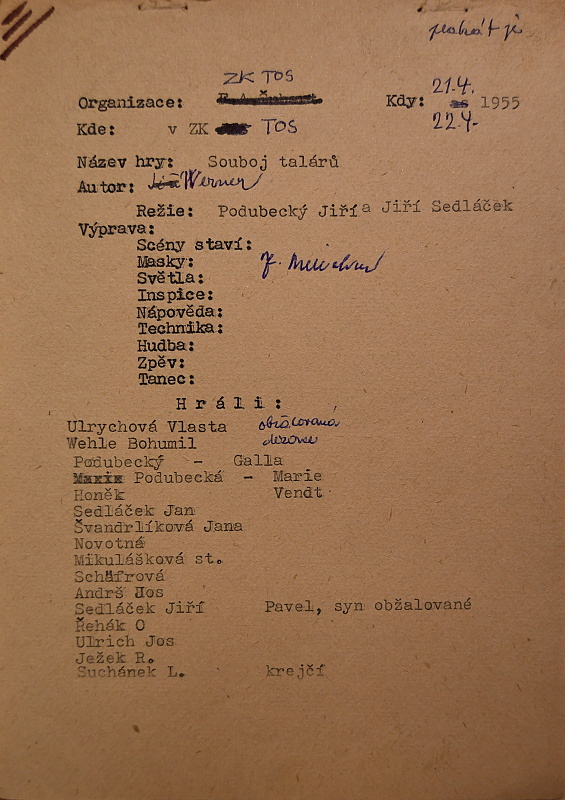 ZK TOS
Organizace:
Kdy: 21.4. 1955
22.4.
Kde: v ZK TOS
Název hry: Souboj talárů
Autor: Werner
Režie: Podubecký Jiří a Jiří Sedláček
Výprava:
Scény staví:
Masky:
Světla:
Inspice:
Nápověda:
Technika:
Hudba:
Zpěv:
Tanec:
Hráli:
Ulrychová Vlasta
Wehle Bohumil
Podubecký - Galla
Podubecká - Marie
Honěk Vendt
Sedláček Jan
Švandrlíková Jana
Novotná
Mikulášková st.
Schäfrová
Andrš Jos
Sedláček Jiří Pavel, syn obžalované
Řehák O
Ulrich Jos
Ježek R.
Suchánek L. krejčí